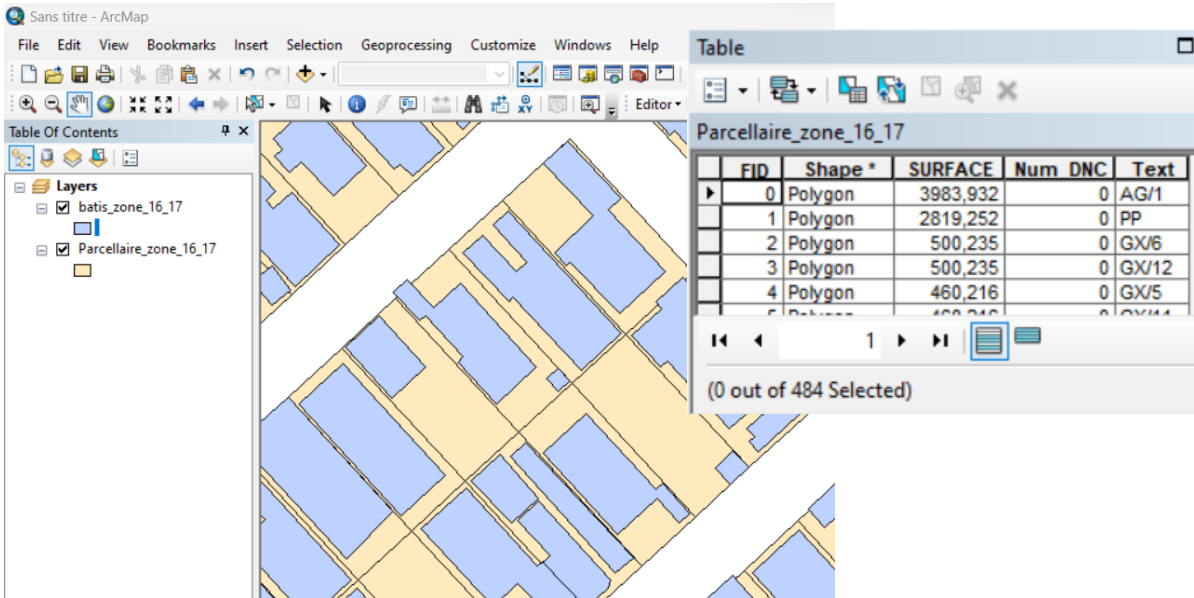 Sans titre - ArcMap
File Edit View Bookmarks Insert Selection Geoprocessing Customize Windows Help
XY
Editor
Table Of Contents
Layers
batis_zone_16_17
Parcellaire_zone_16_17
Table
Parcellaire_zone_16_17
FID Shape * SURFACE Num_DNC Text
0 Polygon 3983,932 0 AG/1
1 Polygon 2819,252 0 PP
2 Polygon 500,235 0 GX/6
3 Polygon 500,235 0 GX/12
4 Polygon 460,216 0 GX/5
1
(0 out of 484 Selected)